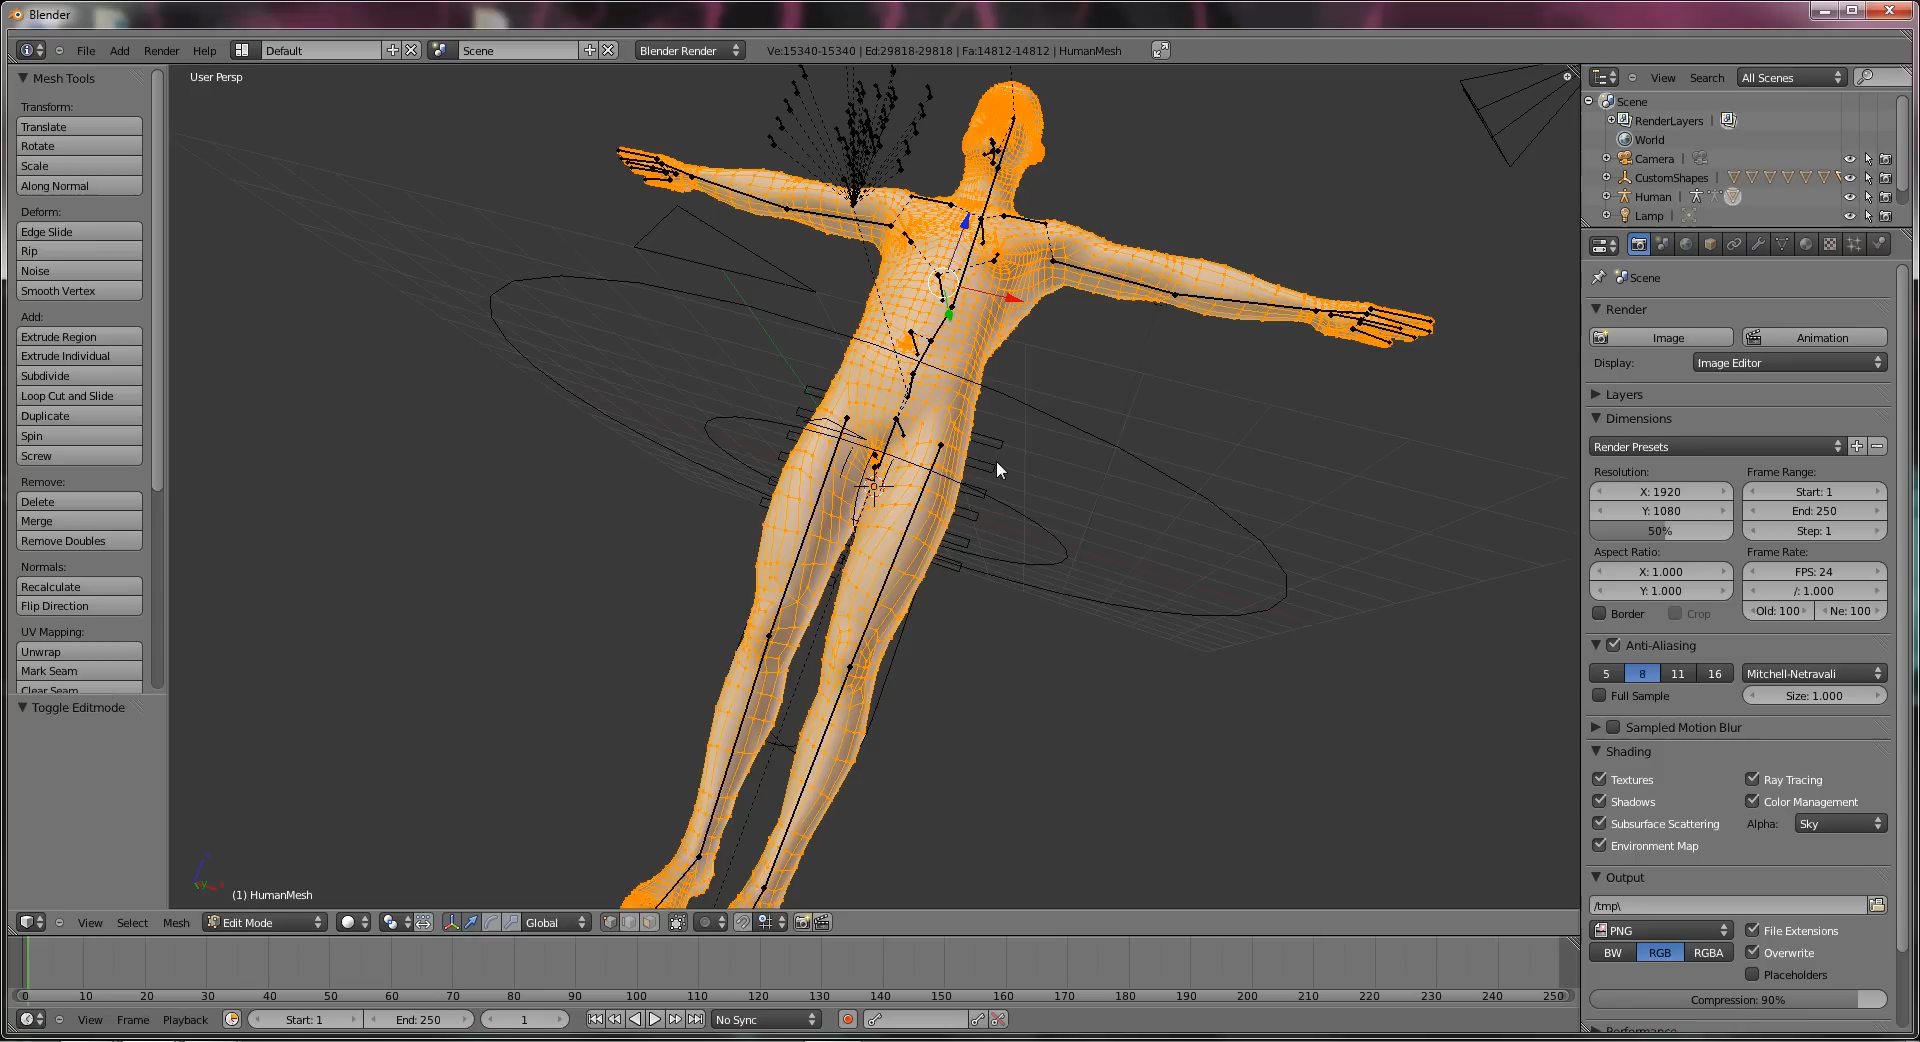 Blender
File Add Render Help Default Scene Blender Render Ve:15340-15340 | Ed:29818-29818 | Fa:14812-14812 | HumanMesh
Mesh Tools
Transform:
Translate
Rotate
Scale
Along Normal
Deform:
Edge Slide
Rip
Noise
Smooth Vertex
Add:
Extrude Region
Extrude Individual
Subdivide
Loop Cut and Slide
Duplicate
Spin
Screw
Remove:
Delete
Merge
Remove Doubles
Normals:
Recalculate
Flip Direction
UV Mapping:
Unwrap
Mark Seam
Clear Seam
Toggle Editmode
User Persp
(1) HumanMesh
View Select Mesh Edit Mode Global
0 10 20 30 40 50 60 70 80 90 100 110 120 130 140 150 160 170 180 190 200 210 220 230 240 250
View Frame Playback Start: 1 End: 250 1 No Sync
View Search All Scenes
Scene
RenderLayers |
World
Camera |
CustomShapes |
Human |
Lamp |
Scene
Render
Image Animation
Display: Image Editor
Layers
Dimensions
Render Presets
Resolution: Frame Range:
X: 1920 Start: 1
Y: 1080 End: 250
50% Step: 1
Aspect Ratio: Frame Rate:
X: 1.000 FPS: 24
Y: 1.000 /: 1.000
Border Crop Old: 100 Ne: 100
Anti-Aliasing
5 8 11 16 Mitchell-Netravali
Full Sample Size: 1.000
Sampled Motion Blur
Shading
Textures Ray Tracing
Shadows Color Management
Subsurface Scattering Alpha: Sky
Environment Map
Output
/tmp\
PNG File Extensions
BW RGB RGBA Overwrite
Placeholders
Compression: 90%
Performance